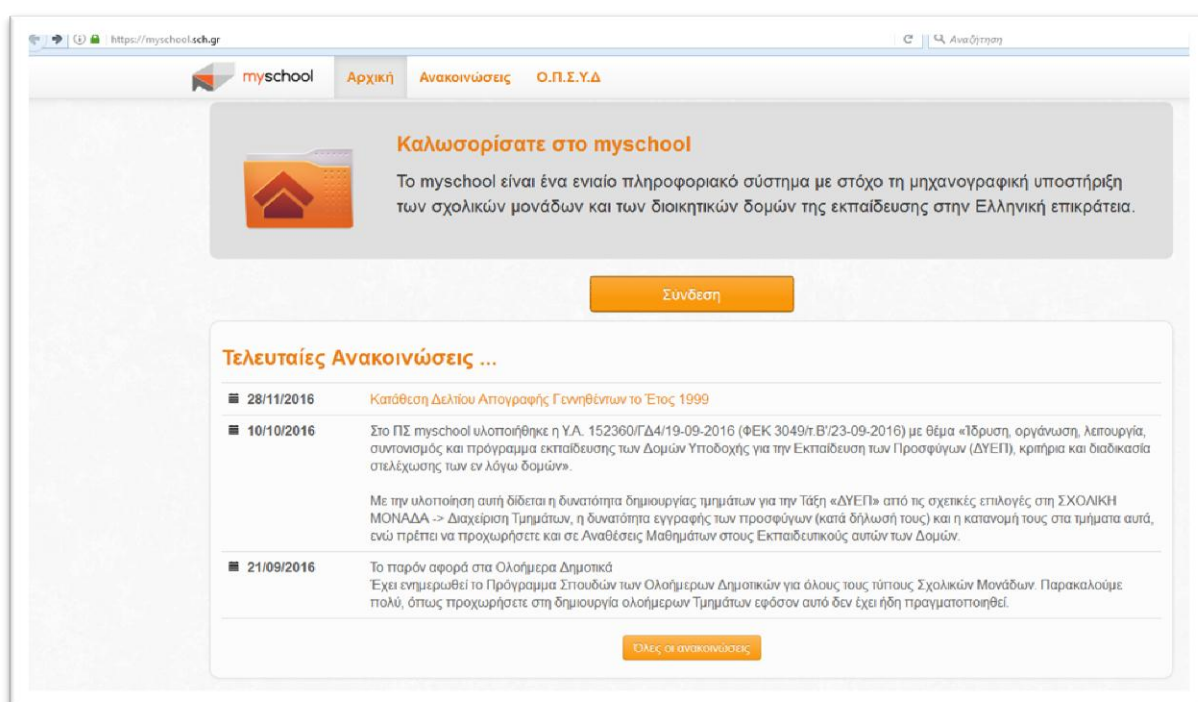 https://myschool.sch.gr
Αναζήτηση
myschool
Αρχική
Ανακοινώσεις
Ο.Π.Σ.Υ.Δ
Καλωσορίσατε στο myschool
Το myschool είναι ένα ενιαίο πληροφοριακό σύστημα με στόχο τη μηχανογραφική υποστήριξη
των σχολικών μονάδων και των διοικητικών δομών της εκπαίδευσης στην Ελληνική επικράτεια.
Σύνδεση
Τελευταίες Ανακοινώσεις ...
28/11/2016
Κατάθεση Δελτίου Απογραφής Γεννηθέντων το Έτος 1999
10/10/2016
Στο ΠΣ myschool υλοποιήθηκε η Υ.Α. 152360/ΓΔ4/19-09-2016 (ΦΕΚ 3049/τ.Β'/23-09-2016) με θέμα «Ίδρυση, οργάνωση, λειτουργία,
συντονισμός και πρόγραμμα εκπαίδευσης των Δομών Υποδοχής για την Εκπαίδευση των Προσφύγων (ΔΥΕΠ), κριτήρια και διαδικασία
στελέχωσης των εν λόγω δομών».
Με την υλοποίηση αυτή δίδεται η δυνατότητα δημιουργίας τμημάτων για την Τάξη «ΔΥΕΠ» από τις σχετικές επιλογές στη ΣΧΟΛΙΚΗ
ΜΟΝΑΔΑ -> Διαχείριση Τμημάτων, η δυνατότητα εγγραφής των προσφύγων (κατά δήλωσή τους) και η κατανομή τους στα τμήματα αυτά,
ενώ πρέπει να προχωρήσετε και σε Αναθέσεις Μαθημάτων στους Εκπαιδευτικούς αυτών των Δομών.
21/09/2016
Το παρόν αφορά στα Ολοήμερα Δημοτικά
Έχει ενημερωθεί το Πρόγραμμα Σπουδών των Ολοήμερων Δημοτικών για όλους τους τύπους Σχολικών Μονάδων. Παρακαλούμε
πολύ, όπως προχωρήσετε στη δημιουργία ολοήμερων Τμημάτων εφόσον αυτό δεν έχει ήδη πραγματοποιηθεί.
Όλες οι ανακοινώσεις